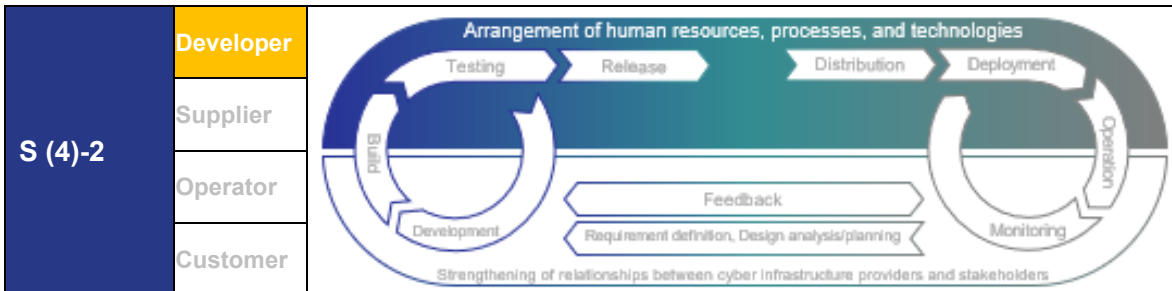 S (4)-2
Developer
Supplier
Operator
Customer
Arrangement of human resources, processes, and technologies
Testing
Release
Distribution
Deployment
Build
Operation
Development
Monitoring
Feedback
Requirement definition, Design analysis/planning
Strengthening of relationships between cyber infrastructure providers and stakeholders